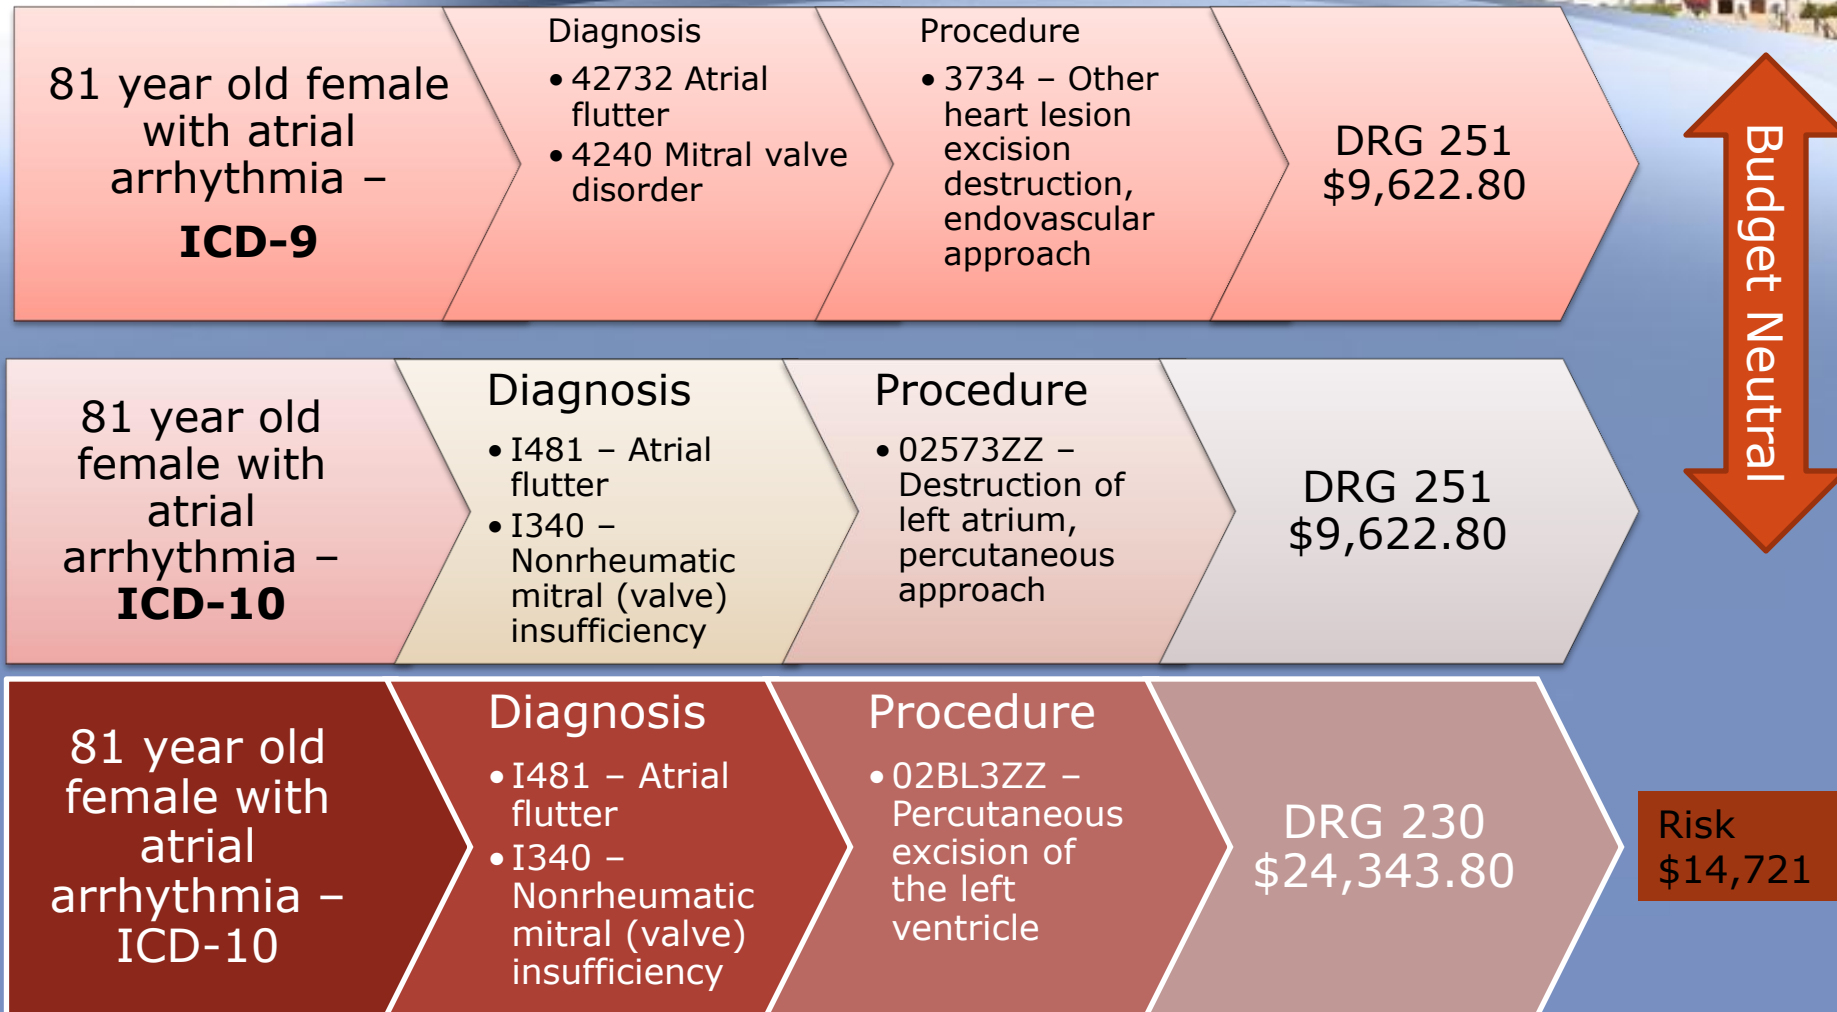 81 year old female
with atrial
arrhythmia –
ICD-9
Diagnosis
• 42732 Atrial
flutter
• 4240 Mitral valve
disorder
Procedure
• 3734 – Other
heart lesion
excision
destruction,
endovascular
approach
DRG 251
$9,622.80
Budget Neutral
81 year old
female with
atrial
arrhythmia –
ICD-10
Diagnosis
• I481 – Atrial
flutter
• I340 –
Nonrheumatic
mitral (valve)
insufficiency
Procedure
• 02573ZZ –
Destruction of
left atrium,
percutaneous
approach
DRG 251
$9,622.80
81 year old
female with
atrial
arrhythmia –
ICD-10
Diagnosis
• I481 – Atrial
flutter
• I340 –
Nonrheumatic
mitral (valve)
insufficiency
Procedure
• 02BL3ZZ –
Percutaneous
excision of
the left
ventricle
DRG 230
$24,343.80
Risk
$14,721